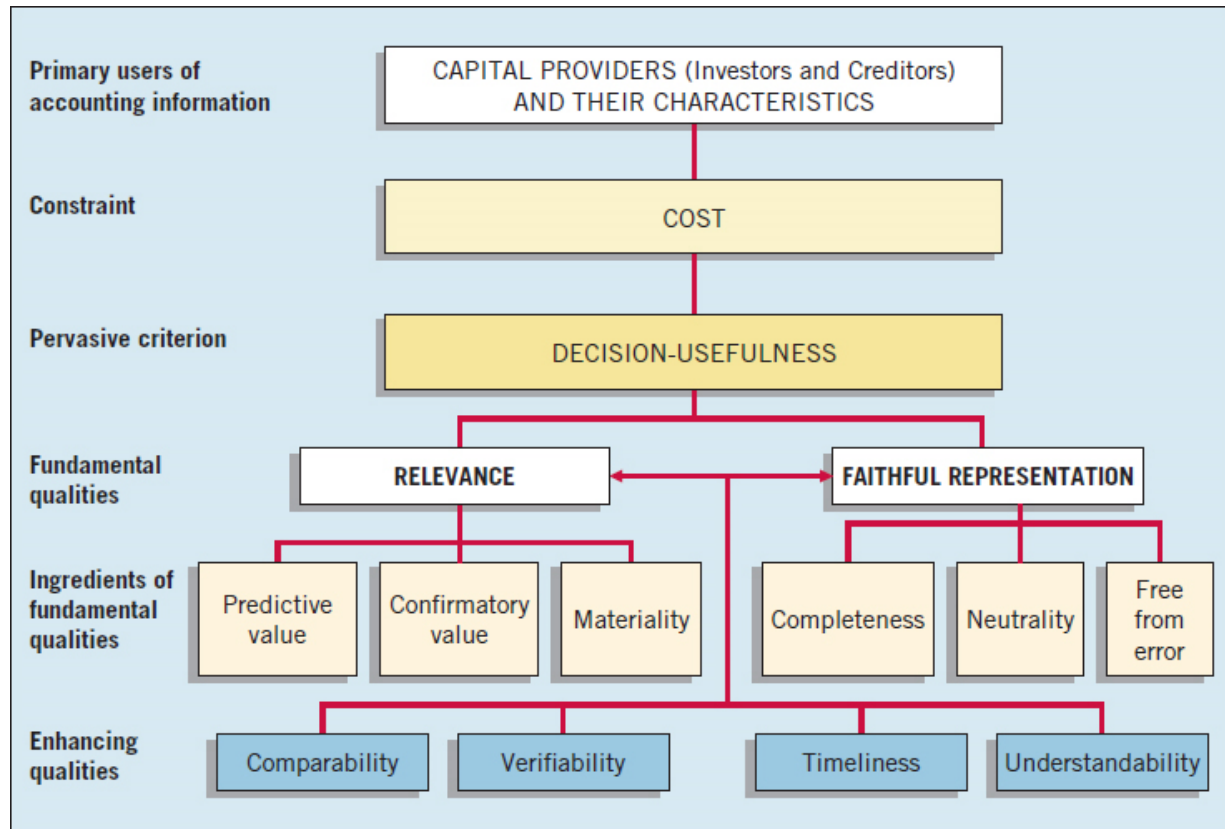 Primary users of
accounting information
CAPITAL PROVIDERS (Investors and Creditors)
AND THEIR CHARACTERISTICS
Constraint
COST
Pervasive criterion
DECISION-USEFULNESS
Fundamental
qualities
RELEVANCE
FAITHFUL REPRESENTATION
Ingredients of
fundamental
qualities
Predictive
value
Confirmatory
value
Materiality
Completeness
Neutrality
Free
from
error
Enhancing
qualities
Comparability
Verifiability
Timeliness
Understandability